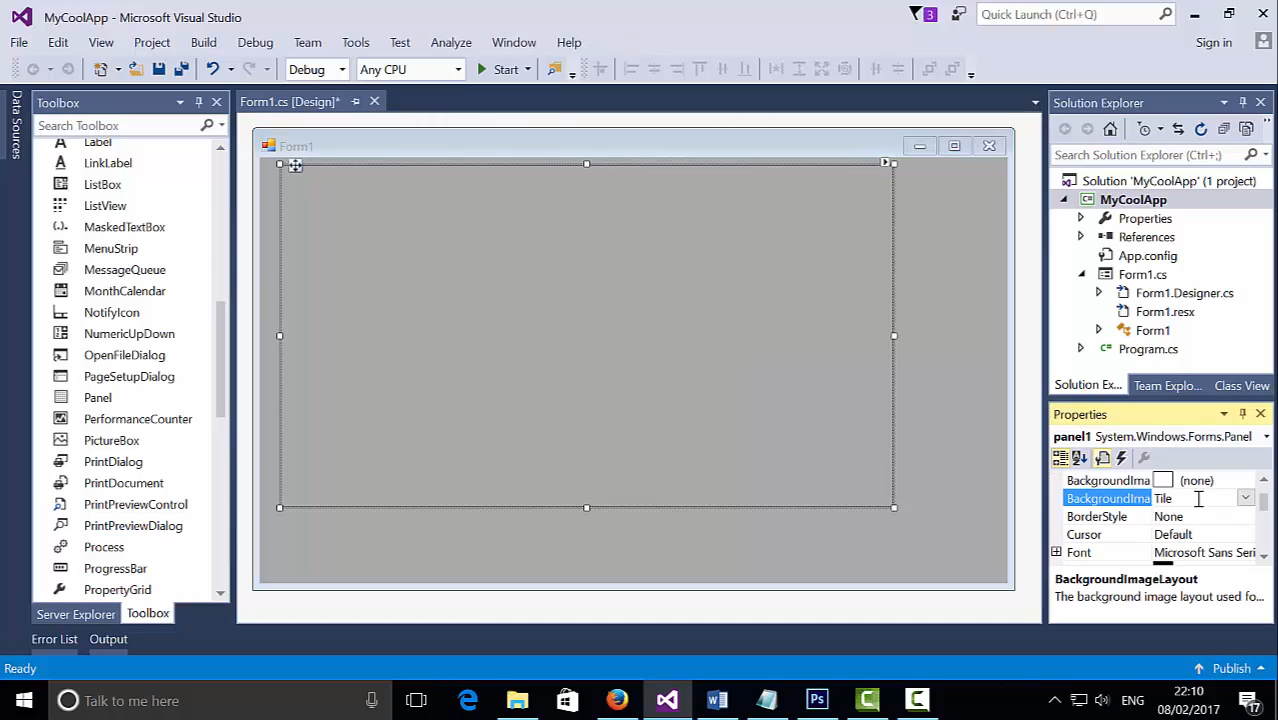 MyCoolApp - Microsoft Visual Studio
3
Quick Launch (Ctrl+Q)
File Edit View Project Build Debug Team Tools Test Analyze Window Help
Sign in
Debug Any CPU Start
Data Sources
Toolbox
Search Toolbox
Label
LinkLabel
ListBox
ListView
MaskedTextBox
MenuStrip
MessageQueue
MonthCalendar
NotifyIcon
NumericUpDown
OpenFileDialog
PageSetupDialog
Panel
PerformanceCounter
PictureBox
PrintDialog
PrintDocument
PrintPreviewControl
PrintPreviewDialog
Process
ProgressBar
PropertyGrid
Server Explorer Toolbox
Form1.cs [Design]*
Form1
Solution Explorer
Search Solution Explorer (Ctrl+;)
Solution 'MyCoolApp' (1 project)
MyCoolApp
Properties
References
App.config
Form1.cs
Form1.Designer.cs
Form1.resx
Form1
Program.cs
Solution Ex... Team Explo... Class View
Properties
panel1 System.Windows.Forms.Panel
BackgroundIma (none)
BackgroundIma Tile
BorderStyle None
Cursor Default
Font Microsoft Sans Seri
BackgroundImageLayout
The background image layout used fo...
Error List Output
Ready
Publish
Talk to me
ENG
22:10
08/02/2017
17